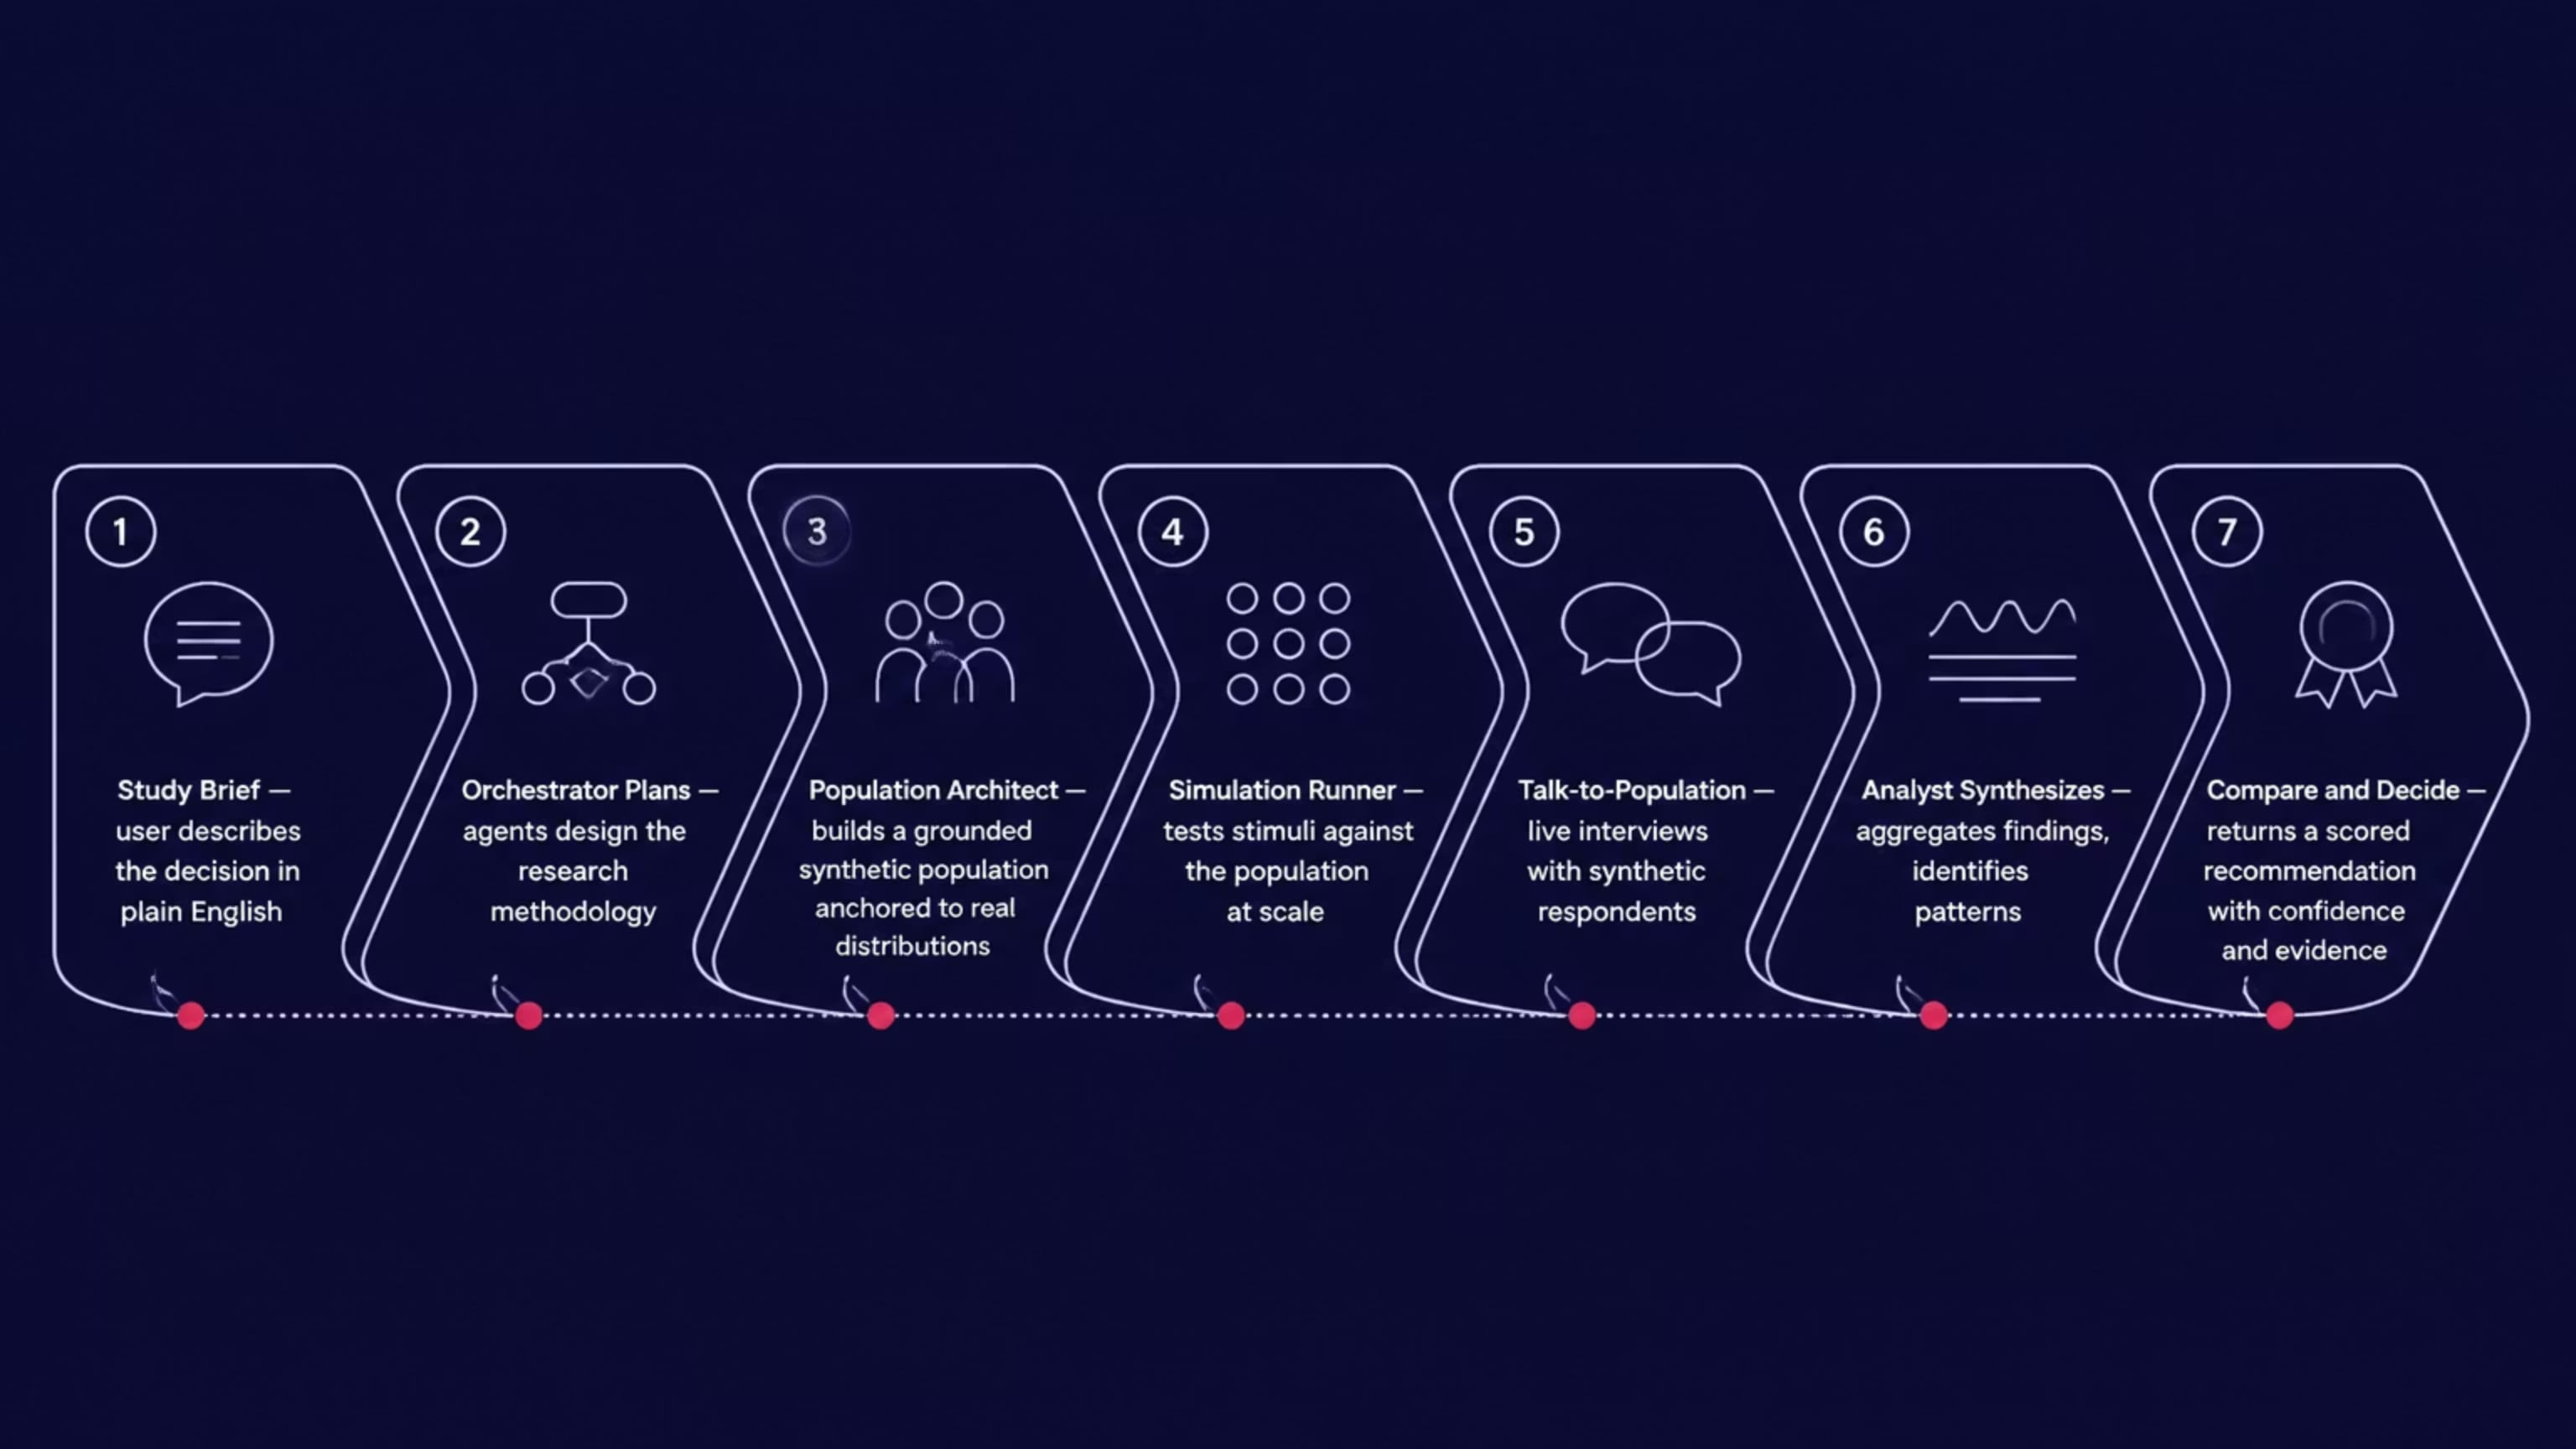 1
Study Brief —
user describes
the decision in
plain English
2
Orchestrator Plans —
agents design the
research
methodology
3
Population Architect —
builds a grounded
synthetic population
anchored to real
distributions
4
Simulation Runner —
tests stimuli against
the population
at scale
5
Talk-to-Population —
live interviews
with synthetic
respondents
6
Analyst Synthesizes —
aggregates findings,
identifies
patterns
7
Compare and Decide —
returns a scored
recommendation
with confidence
and evidence